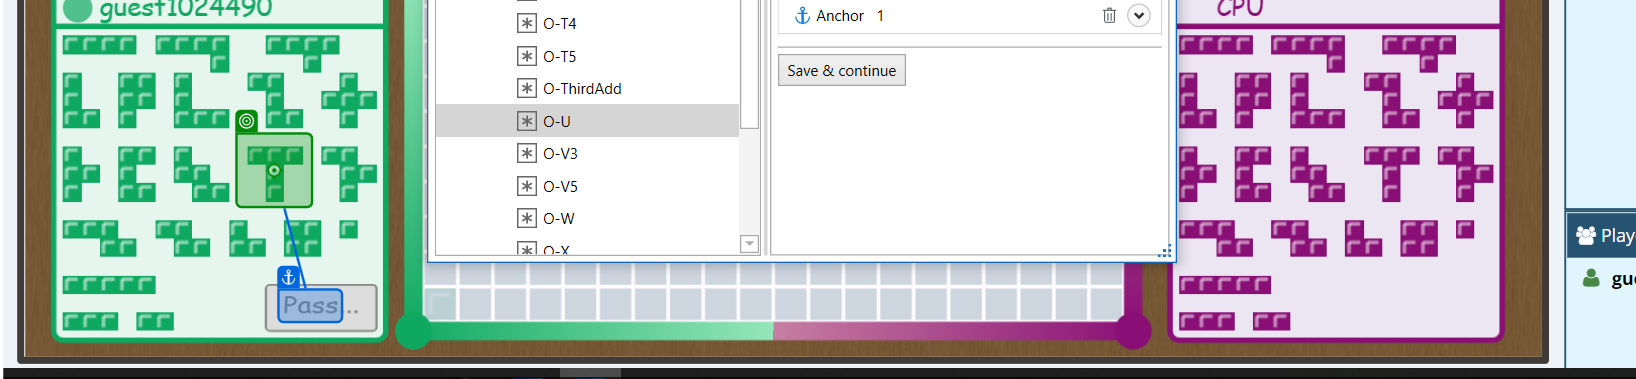 guest1024490
O-T4
O-T5
O-ThirdAdd
O-U
O-V3
O-V5
O-W
O-X
Anchor 1
Save & continue
Pass...
CPU
Play
gu